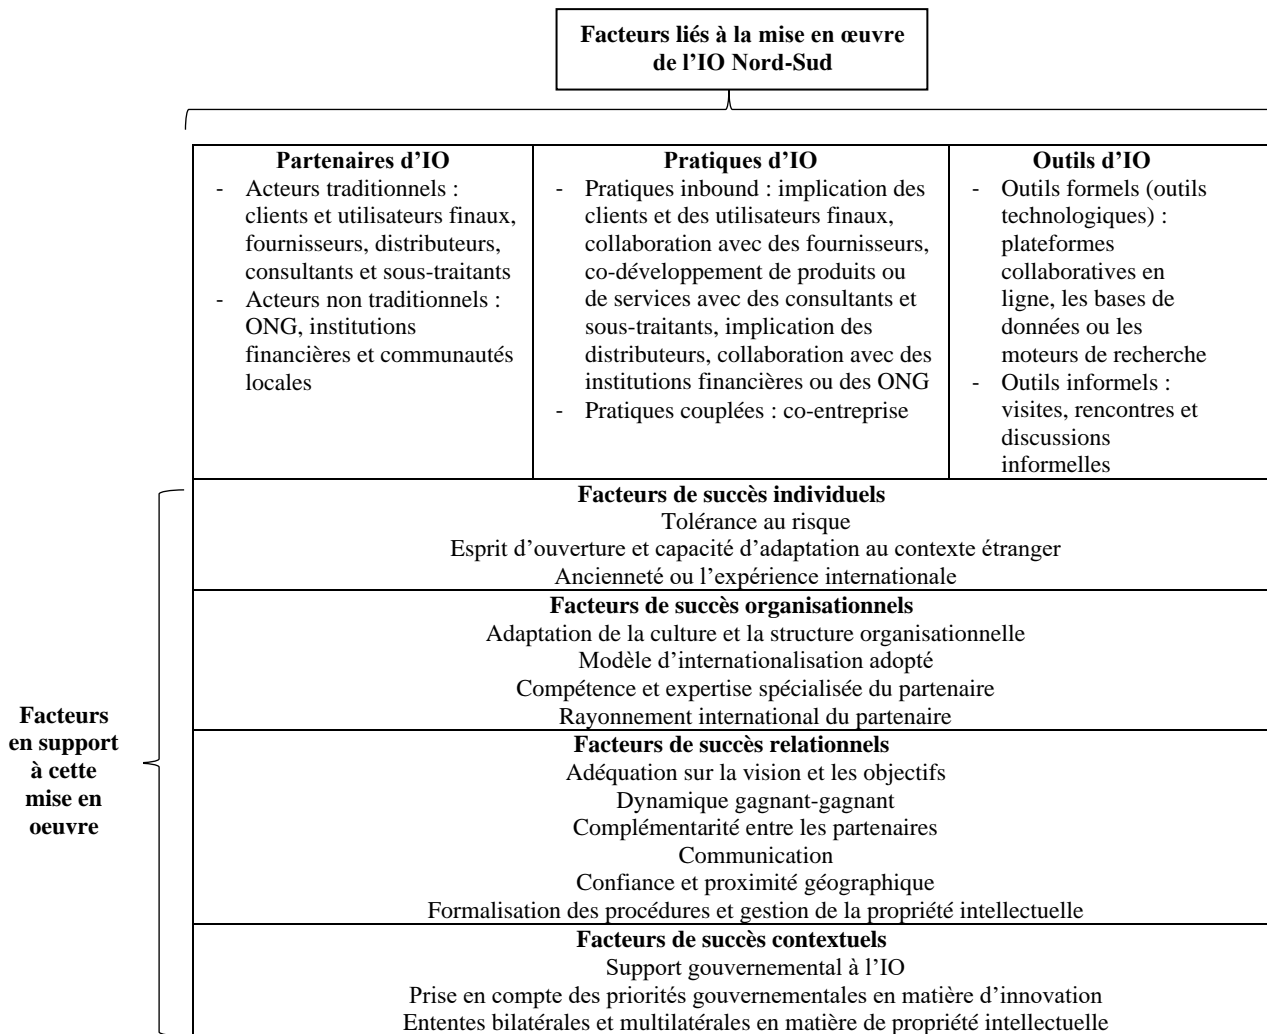 Facteurs liés à la mise en œuvre
de l’IO Nord-Sud
Partenaires d’IO
- Acteurs traditionnels :
clients et utilisateurs finaux,
fournisseurs, distributeurs,
consultants et sous-traitants
- Acteurs non traditionnels :
ONG, institutions
financières et communautés
locales
Pratiques d’IO
- Pratiques inbound : implication des
clients et des utilisateurs finaux,
collaboration avec des fournisseurs,
co-développement de produits ou
de services avec des consultants et
sous-traitants, implication des
distributeurs, collaboration avec des
institutions financières ou des ONG
- Pratiques couplées : co-entreprise
Outils d’IO
- Outils formels (outils
technologiques) :
plateformes
collaboratives en
ligne, les bases de
données ou les
moteurs de recherche
- Outils informels :
visites, rencontres et
discussions
informelles
Facteurs
en support
à cette
mise en
oeuvre
Facteurs de succès individuels
Tolérance au risque
Esprit d’ouverture et capacité d’adaptation au contexte étranger
Ancienneté ou l’expérience internationale
Facteurs de succès organisationnels
Adaptation de la culture et la structure organisationnelle
Modèle d’internationalisation adopté
Compétence et expertise spécialisée du partenaire
Rayonnement international du partenaire
Facteurs de succès relationnels
Adéquation sur la vision et les objectifs
Dynamique gagnant-gagnant
Complémentarité entre les partenaires
Communication
Confiance et proximité géographique
Formalisation des procédures et gestion de la propriété intellectuelle
Facteurs de succès contextuels
Support gouvernemental à l’IO
Prise en compte des priorités gouvernementales en matière d’innovation
Ententes bilatérales et multilatérales en matière de propriété intellectuelle